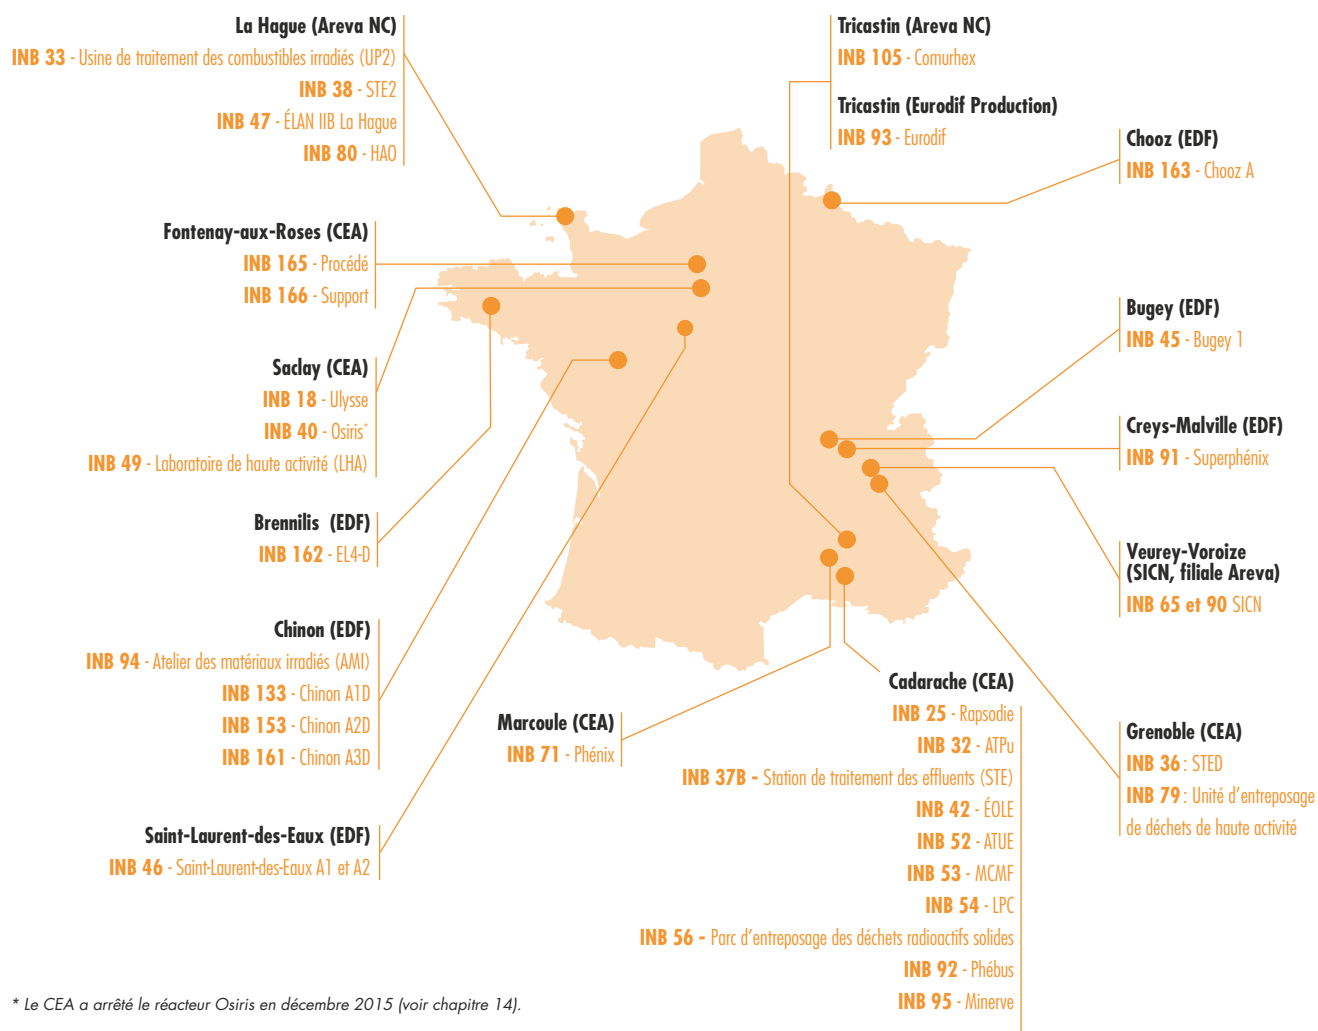 La Hague (Areva NC)
INB 33 - Usine de traitement des combustibles irradiés (UP2)
INB 38 - STE2
INB 47 - ÉLAN IIB La Hague
INB 80 - HAO
Tricastin (Areva NC)
INB 105 - Comurhex
Tricastin (Eurodif Production)
INB 93 - Eurodif
Chooz (EDF)
INB 163 - Chooz A
Fontenay-aux-Roses (CEA)
INB 165 - Procédé
INB 166 - Support
Bugey (EDF)
INB 45 - Bugey 1
Saclay (CEA)
INB 18 - Ulysse
INB 40 - Osiris*
INB 49 - Laboratoire de haute activité (LHA)
Creys-Malville (EDF)
INB 91 - Superphénix
Brennilis (EDF)
INB 162 - EL4-D
Veurey-Voroize
(SICN, filiale Areva)
INB 65 et 90 SICN
Chinon (EDF)
INB 94 - Atelier des matériaux irradiés (AMI)
INB 133 - Chinon A1D
INB 153 - Chinon A2D
INB 161 - Chinon A3D
Marcoule (CEA)
INB 71 - Phénix
Cadarache (CEA)
INB 25 - Rapsodie
INB 32 - ATPu
INB 37B - Station de traitement des effluents (STE)
INB 42 - ÉOLE
INB 52 - ATUE
INB 53 - MCMF
INB 54 - LPC
INB 56 - Parc d'entreposage des déchets radioactifs solides
INB 92 - Phébus
INB 95 - Minerve
Grenoble (CEA)
INB 36 : STED
INB 79 : Unité d'entreposage
de déchets de haute activité
Saint-Laurent-des-Eaux (EDF)
INB 46 - Saint-Laurent-des-Eaux A1 et A2
* Le CEA a arrêté le réacteur Osiris en décembre 2015 (voir chapitre 14).